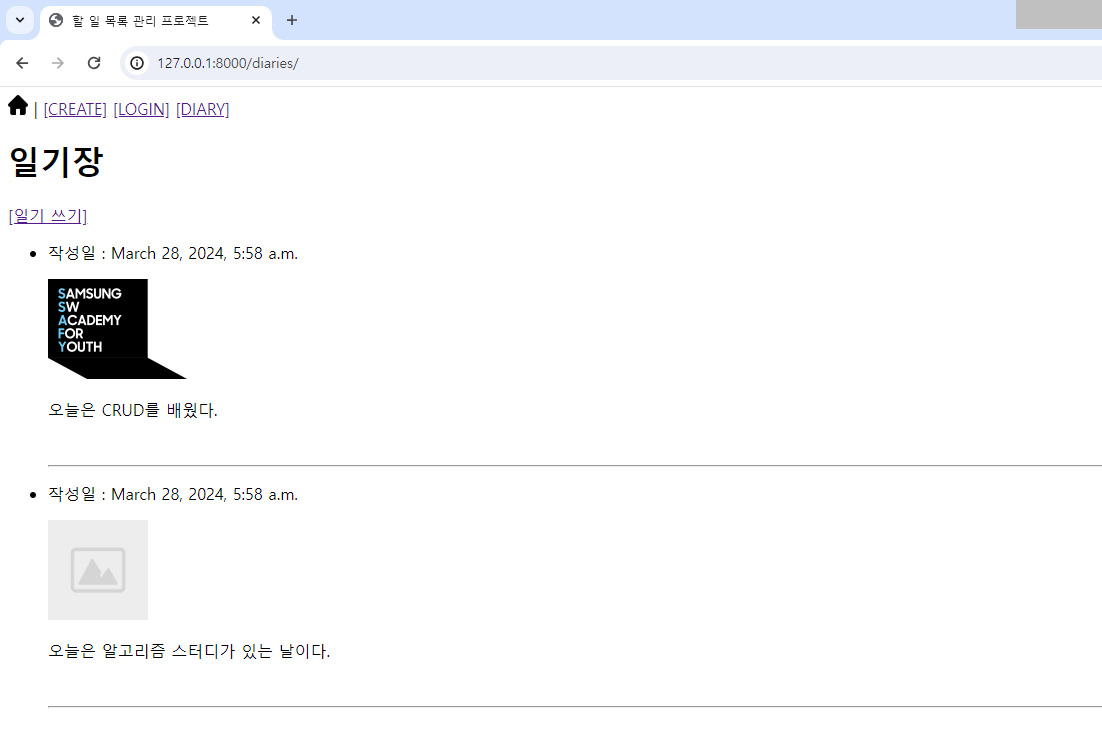 할 일 목록 관리 프로젝트
127.0.0.1:8000/diaries/
| [CREATE] [LOGIN] [DIARY]
일기장
[일기 쓰기]
작성일 : March 28, 2024, 5:58 a.m.
SAMSUNG
SW
ACADEMY
FOR
YOUTH
오늘은 CRUD를 배웠다.
작성일 : March 28, 2024, 5:58 a.m.
오늘은 알고리즘 스터디가 있는 날이다.